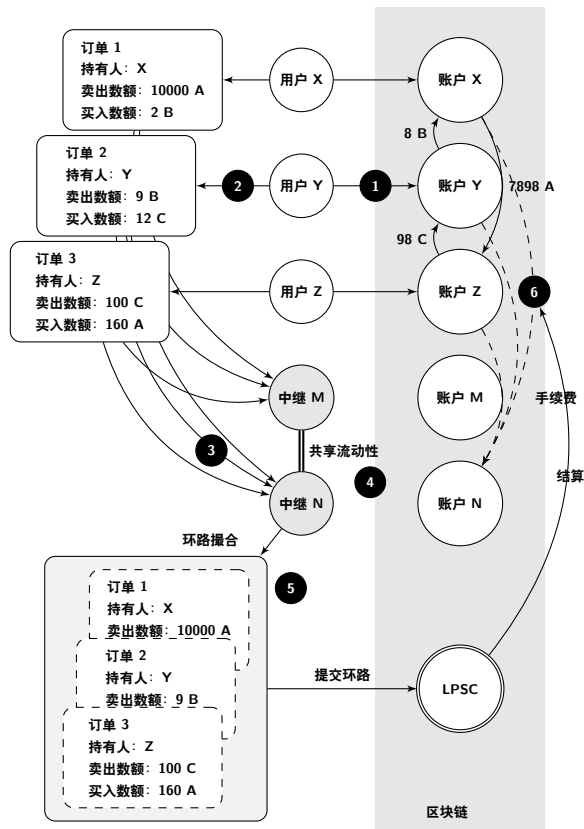 订单 1
持有人：X
卖出数额：10000 A
买入数额：2 B
用户 X
账户 X
8 B
订单 2
持有人：Y
卖出数额：9 B
买入数额：12 C
2
用户 Y
1
账户 Y
7898 A
98 C
订单 3
持有人：Z
卖出数额：100 C
买入数额：160 A
用户 Z
账户 Z
6
中继 M
账户 M
手续费
3
共享流动性
4
结算
中继 N
账户 N
环路撮合
5
订单 1
持有人：X
卖出数额：10000 A
订单 2
持有人：Y
卖出数额：9 B
订单 3
持有人：Z
卖出数额：100 C
买入数额：160 A
提交环路
LPSC
区块链